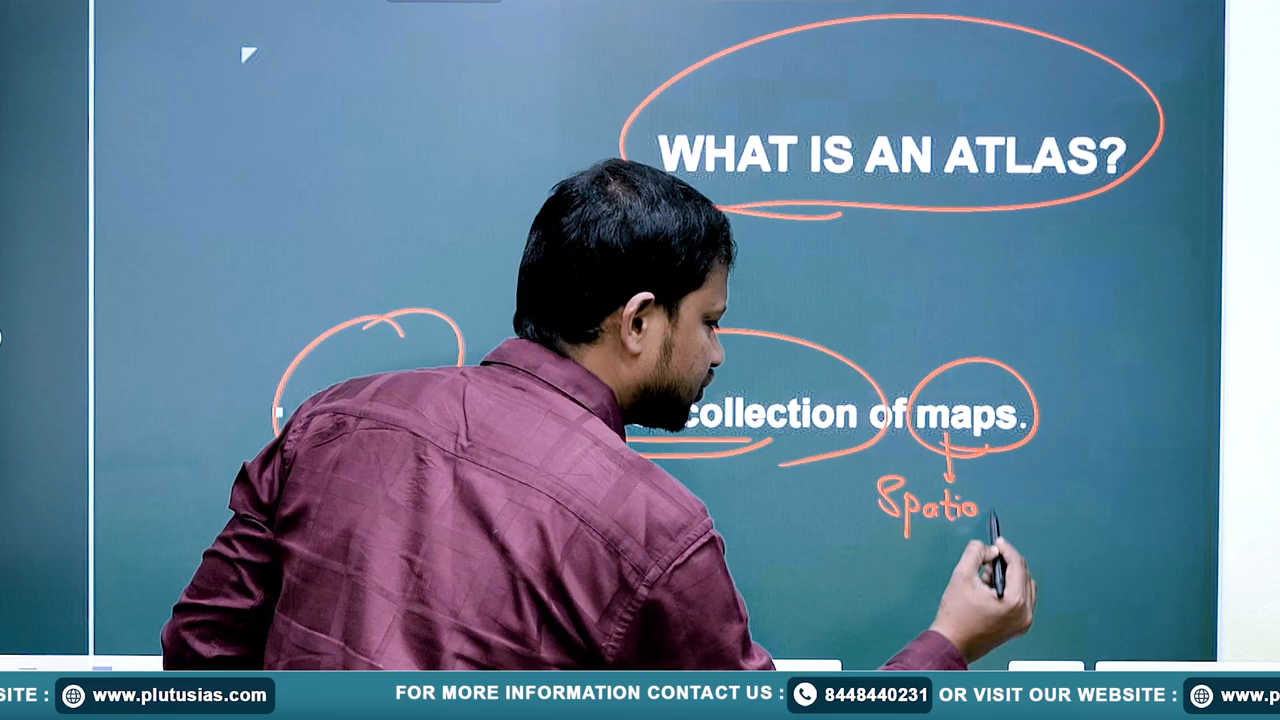 WHAT IS AN ATLAS?
collection of maps.
Spatio
SITE : www.plutusias.com FOR MORE INFORMATION CONTACT US : 8448440231 OR VISIT OUR WEBSITE : www.p